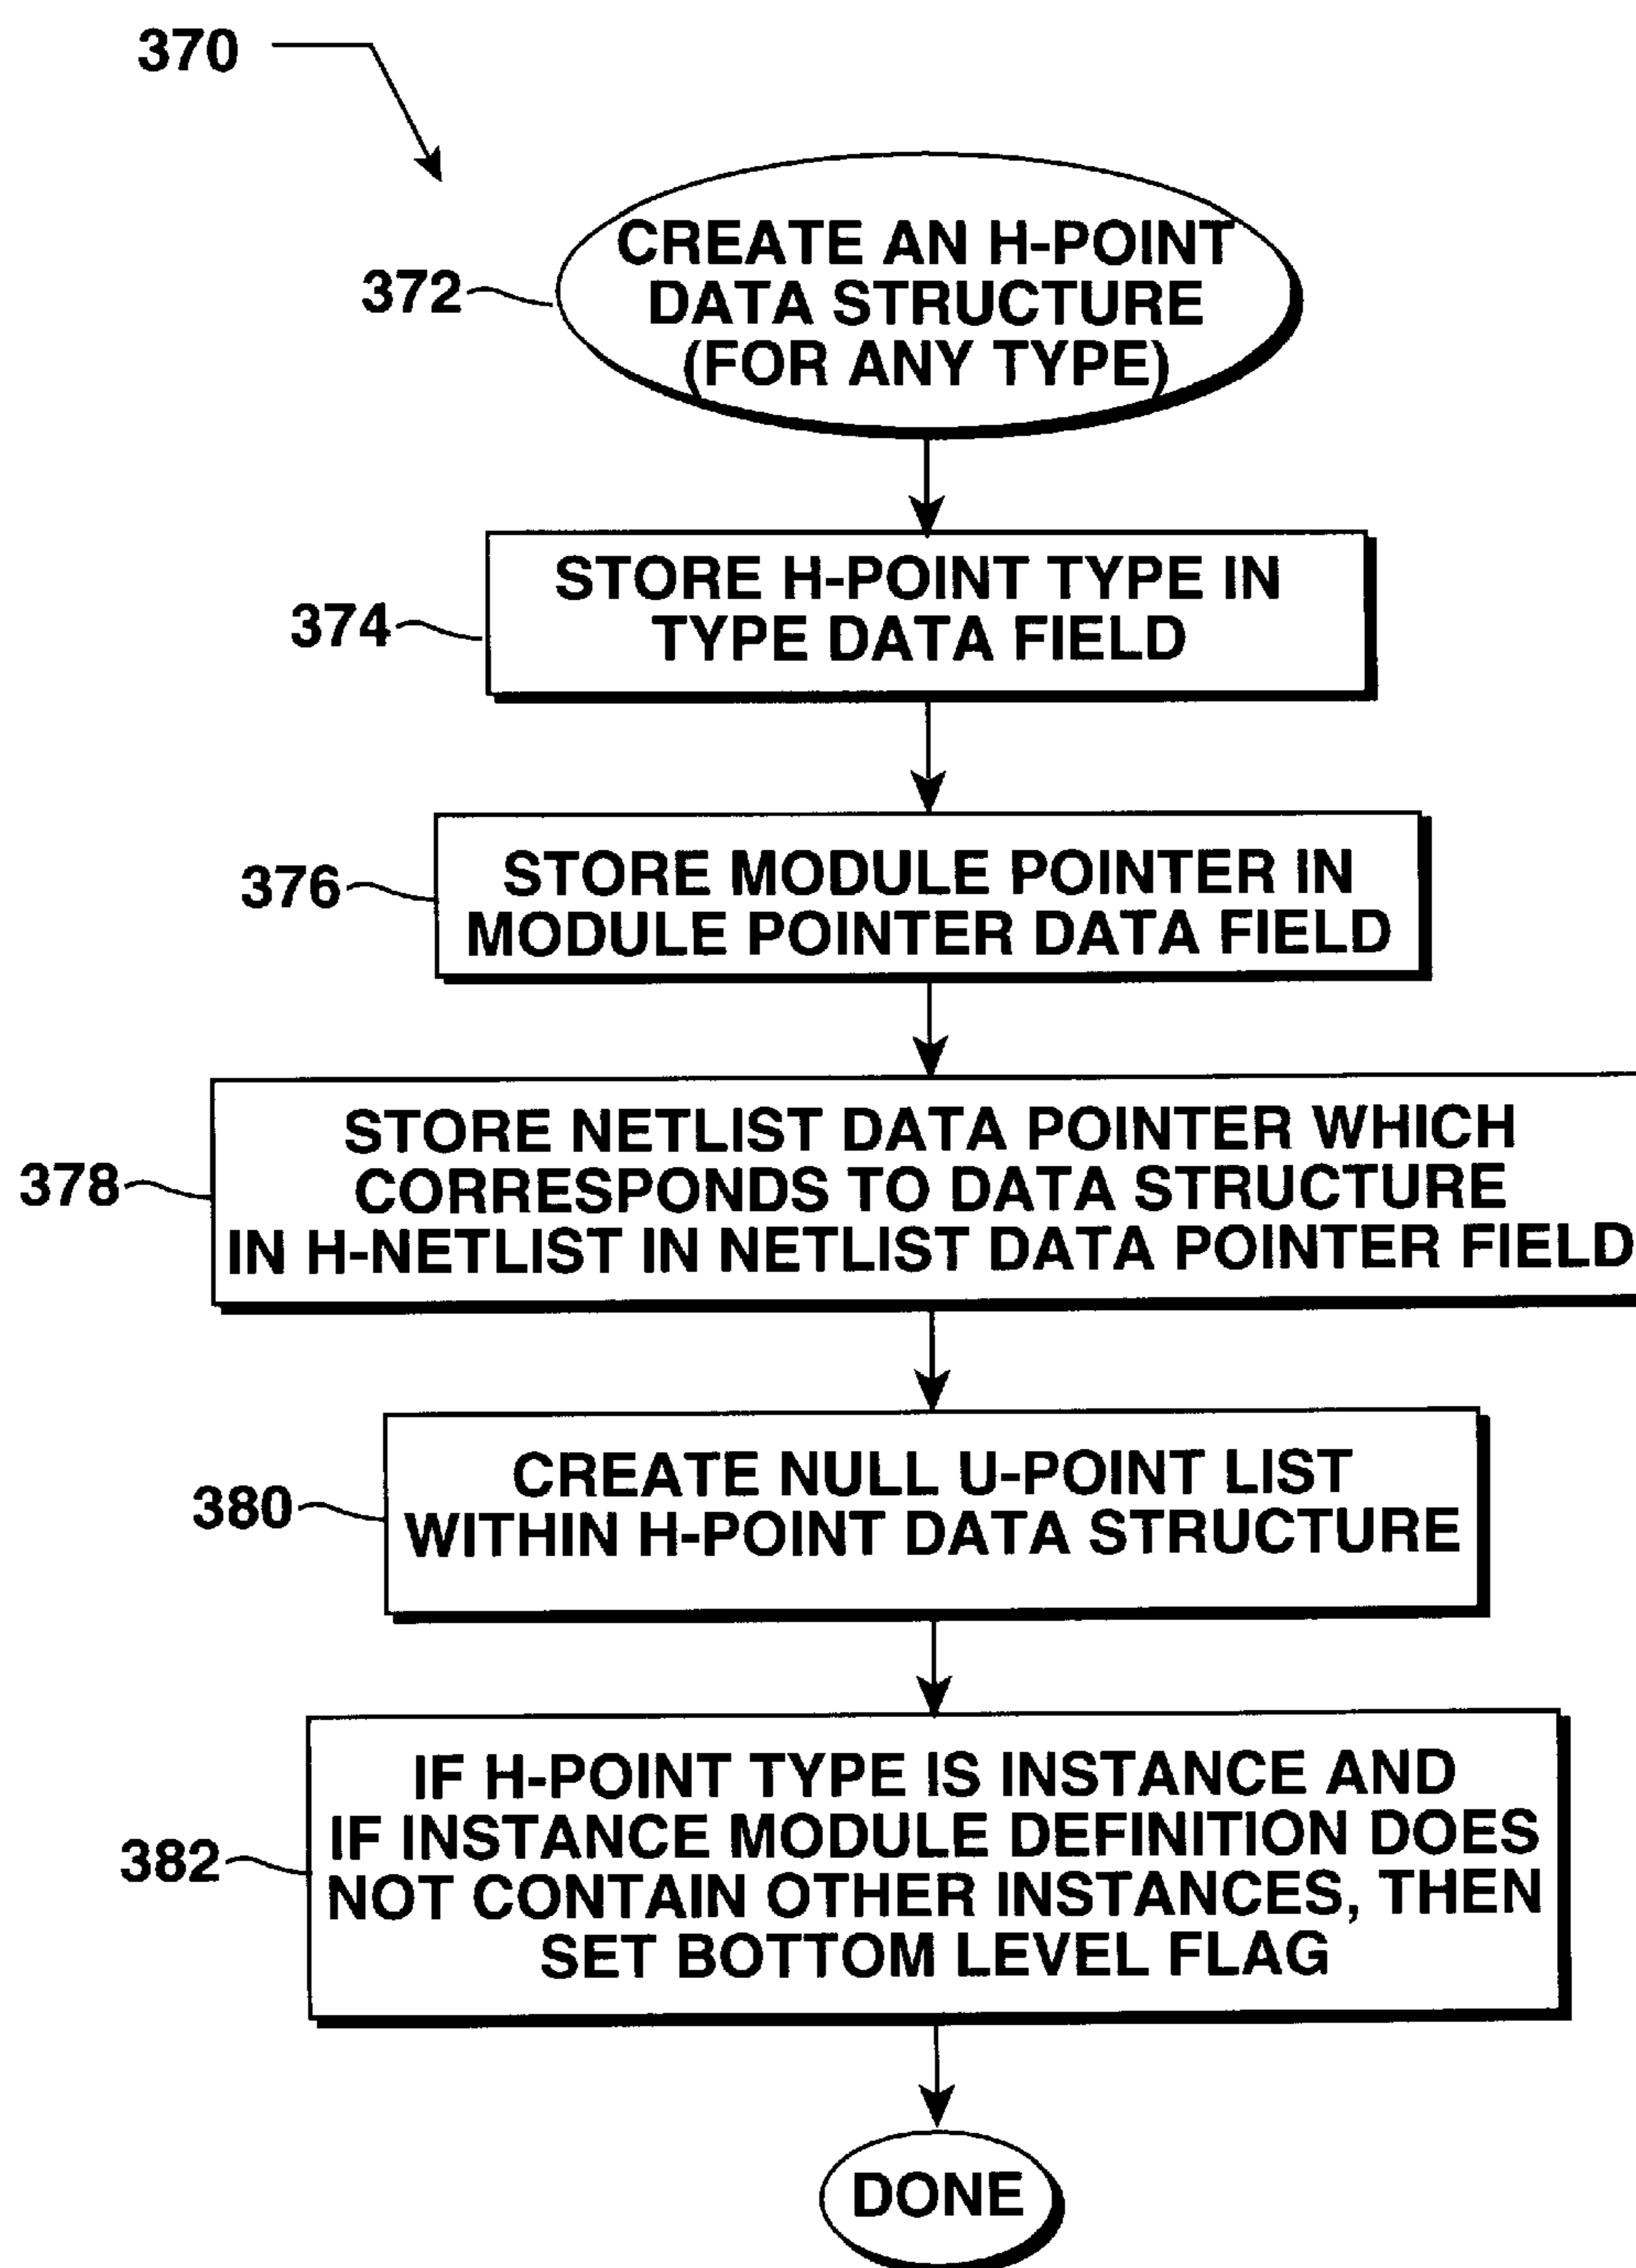 370
372
CREATE AN H-POINT
DATA STRUCTURE
(FOR ANY TYPE)
374
STORE H-POINT TYPE IN
TYPE DATA FIELD
376
STORE MODULE POINTER IN
MODULE POINTER DATA FIELD
378
STORE NETLIST DATA POINTER WHICH
CORRESPONDS TO DATA STRUCTURE
IN H-NETLIST IN NETLIST DATA POINTER FIELD
380
CREATE NULL U-POINT LIST
WITHIN H-POINT DATA STRUCTURE
382
IF H-POINT TYPE IS INSTANCE AND
IF INSTANCE MODULE DEFINITION DOES
NOT CONTAIN OTHER INSTANCES, THEN
SET BOTTOM LEVEL FLAG
DONE